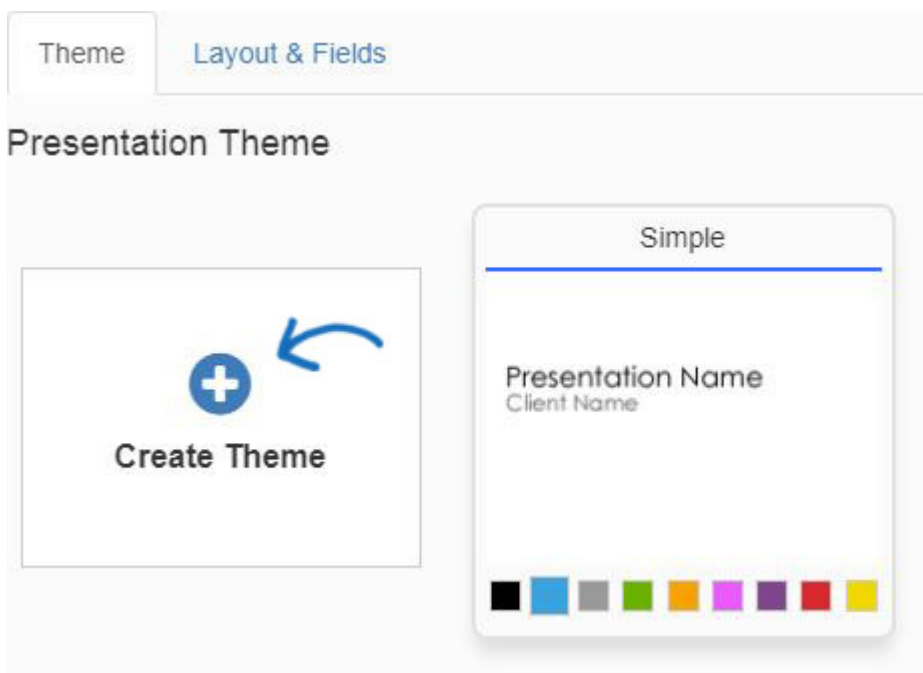 Theme
Layout & Fields
Presentation Theme
Create Theme
Simple
Presentation Name
Client Name